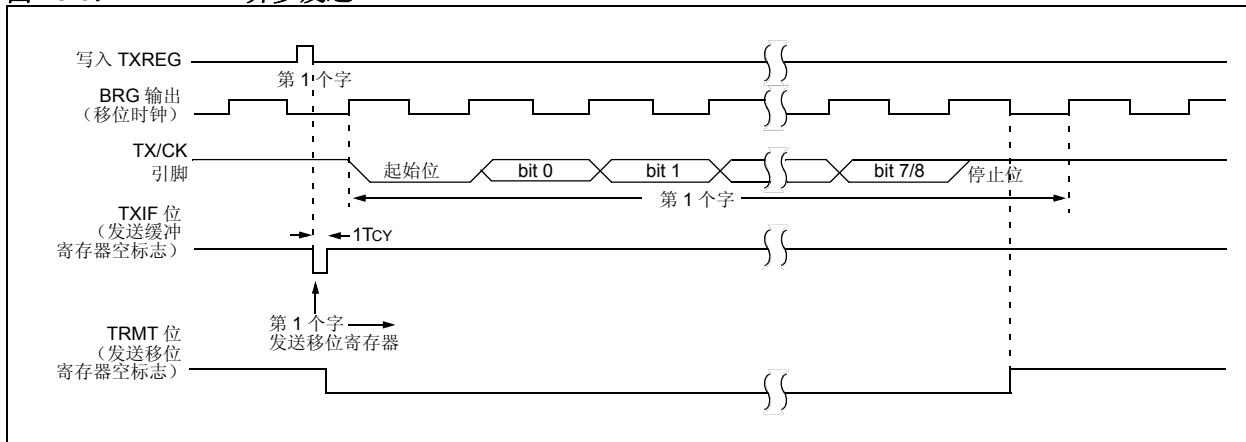 写入 TXREG
第 1 个字
BRG 输出
（移位时钟）
TX/CK
引脚
起始位
bit 0
bit 1
bit 7/8
停止位
第 1 个字
TXIF 位
（发送缓冲
寄存器空标志）
1TCY
第 1 个字
发送移位寄存器
TRMT 位
（发送移位
寄存器空标志）